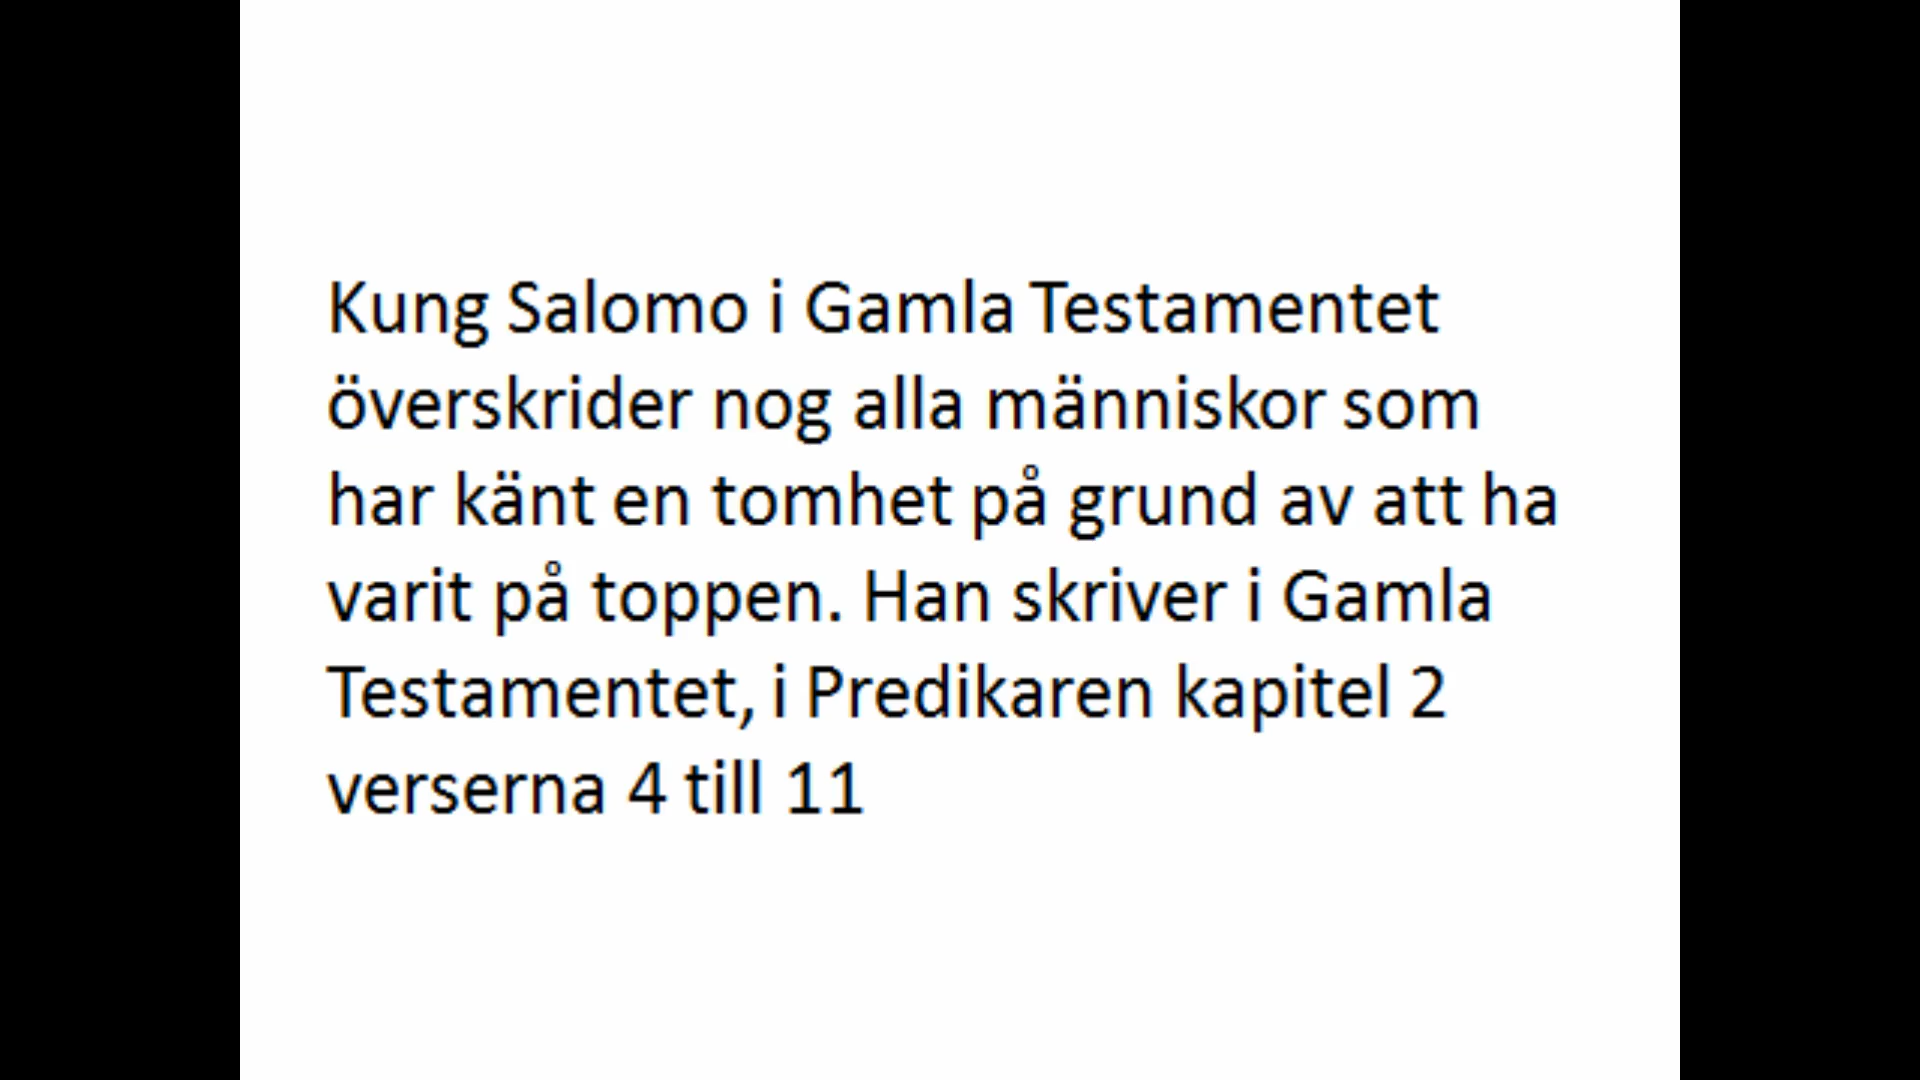 Kung Salomo i Gamla Testamentet
överskrider nog alla människor som
har känt en tomhet på grund av att ha
varit på toppen. Han skriver i Gamla
Testamentet, i Predikaren kapitel 2
verserna 4 till 11